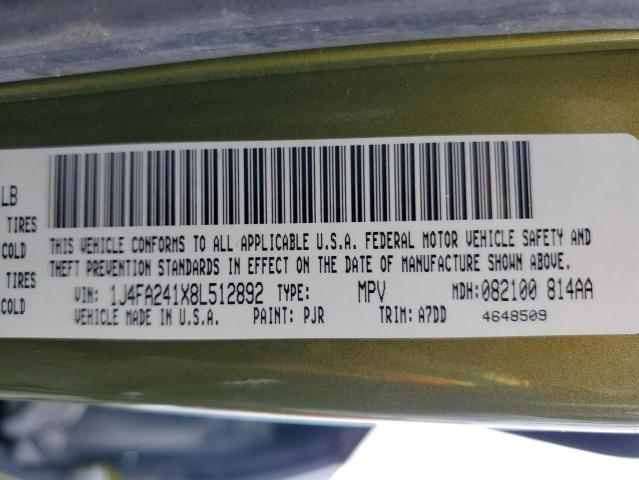 LB
TIRES
COLD
TIRES
COLD
THIS VEHICLE CONFORMS TO ALL APPLICABLE U.S.A. FEDERAL MOTOR VEHICLE SAFETY AND
THEFT PREVENTION STANDARDS IN EFFECT ON THE DATE OF MANUFACTURE SHOWN ABOVE.
VIN: 1J4FA241X8L512892 TYPE: MPV MDH: 082100 814AA
VEHICLE MADE IN U.S.A. PAINT: PJR TRIM: A7DD 4648509